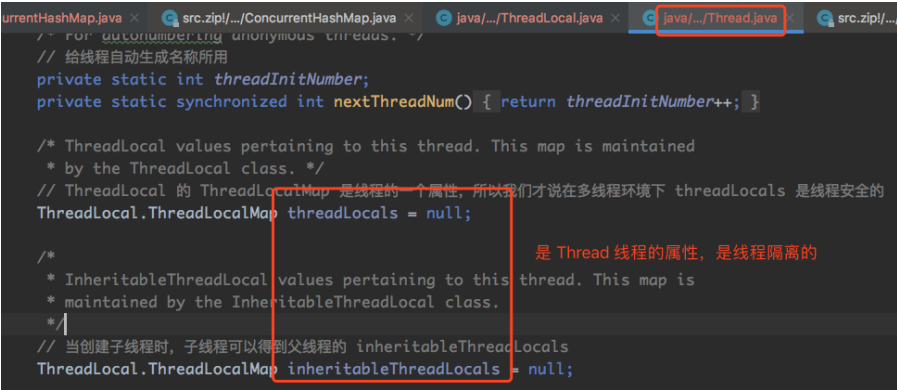 urrentHashMap.java × src.zip!/.../ConcurrentHashMap.java × java/.../ThreadLocal.java × java/.../Thread.java × src.zip!/.../
/* For autonumbering anonymous threads. */
// 给线程自动生成名称所用
private static int threadInitNumber;
private static synchronized int nextThreadNum() { return threadInitNumber++; }
/* ThreadLocal values pertaining to this thread. This map is maintained
* by the ThreadLocal class. */
// ThreadLocal 的 ThreadLocalMap 是线程的一个属性，所以我们才说在多线程环境下 threadLocals 是线程安全的
ThreadLocal.ThreadLocalMap threadLocals = null;
是 Thread 线程的属性，是线程隔离的
/*
* InheritableThreadLocal values pertaining to this thread. This map is
* maintained by the InheritableThreadLocal class.
*/
// 当创建子线程时，子线程可以得到父线程的 inheritableThreadLocals
ThreadLocal.ThreadLocalMap inheritableThreadLocals = null;